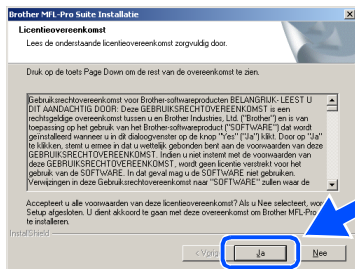 Brother MFL-Pro Suite Installatie
Licentieovereenkomst
Lees de onderstaande licentieovereenkomst zorgvuldig door.
Druk op de toets Page Down om de rest van de overeenkomst te zien.
Gebruiksrechtovereenkomst voor Brother-softwareproducten BELANGRIJK- LEEST U
DIT AANDACHTIG DOOR: Deze GEBRUIKSRECHTOVEREENKOMST is een
rechtsgeldige overeenkomst tussen u en Brother Industries, Ltd. ("Brother") en is van
toepassing op het gebruik van het Brother-softwareproduct ("SOFTWARE") dat wordt
geïnstalleerd wanneer u in dit dialoogvenster op de knop "Yes" ("Ja") klikt. Door op "Ja"
te klikken, stemt u ermee in dat u wettelijk gebonden bent aan de voorwaarden van deze
GEBRUIKSRECHTOVEREENKOMST. Indien u niet instemt met de voorwaarden van
deze GEBRUIKSRECHTOVEREENKOMST, wordt geen licentie verstrekt voor het
gebruik van de SOFTWARE. In dat geval mag u de SOFTWARE niet gebruiken.
Verwijzingen in deze Gebruiksrechtovereenkomst naar "SOFTWARE" zullen waar de
Accepteert u alle voorwaarden van deze licentieovereenkomst? Als u Nee selecteert, wor
Setup afgesloten. U dient akkoord te gaan met deze overeenkomst om Brother MFL-Pro
te installeren.
InstallShield
< Vorig
Ja
Nee